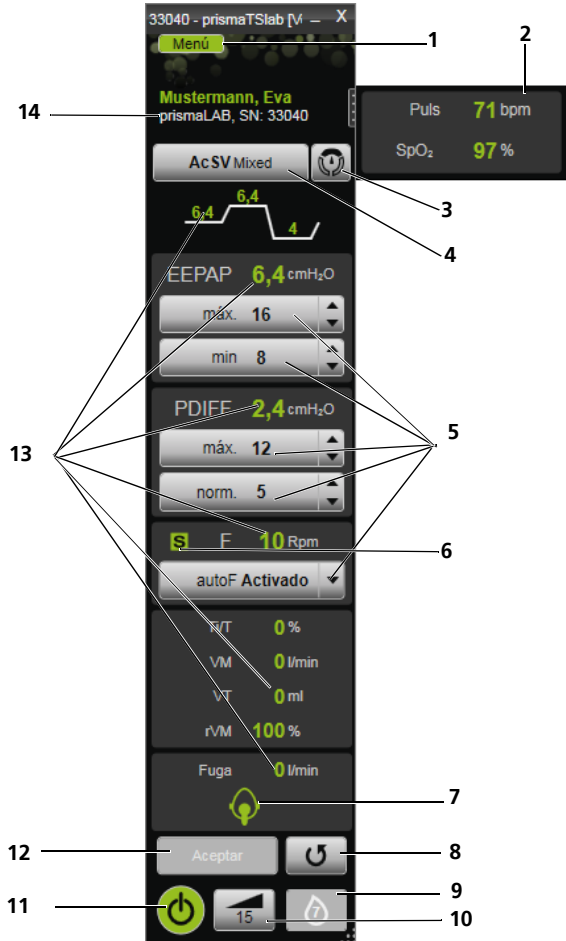 33040 - prismaTSlab [V – X
Menú
1
2
Mustermann, Eva
prismaLAB, SN: 33040
14
Puls 71 bpm
SpO₂ 97 %
AcSV Mixed
3
4
6,4
6,4
4
EEPAP 6,4 cmH₂O
máx. 16
min 8
PDIFF 2,4 cmH₂O
máx. 12
norm. 5
13
5
S F 10 Rpm
6
autoF Activado
Ti/T 0 %
VM 0 l/min
VT 0 ml
rVM 100 %
Fuga 0 l/min
7
12
Aceptar
8
11
15
7
9
10